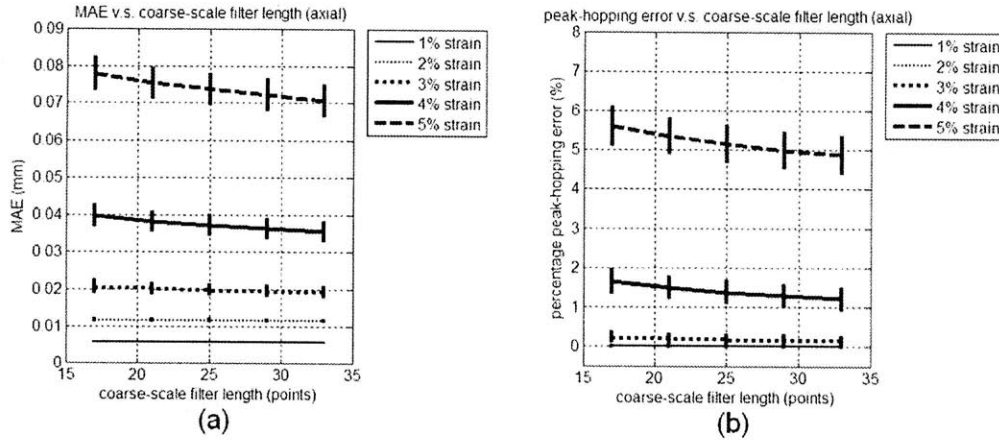 MAE v.s. coarse-scale filter length (axial)
0.09
0.08
0.07
0.06
0.05
0.04
0.03
0.02
0.01
0
15 20 25 30 35
MAE (mm)
coarse-scale filter length (points)
1% strain
2% strain
3% strain
4% strain
5% strain
(a)
peak-hopping error v.s. coarse-scale filter length (axial)
8
7
6
5
4
3
2
1
0
15 20 25 30 35
percentage peak-hopping error (%)
coarse-scale filter length (points)
1% strain
2% strain
3% strain
4% strain
5% strain
(b)